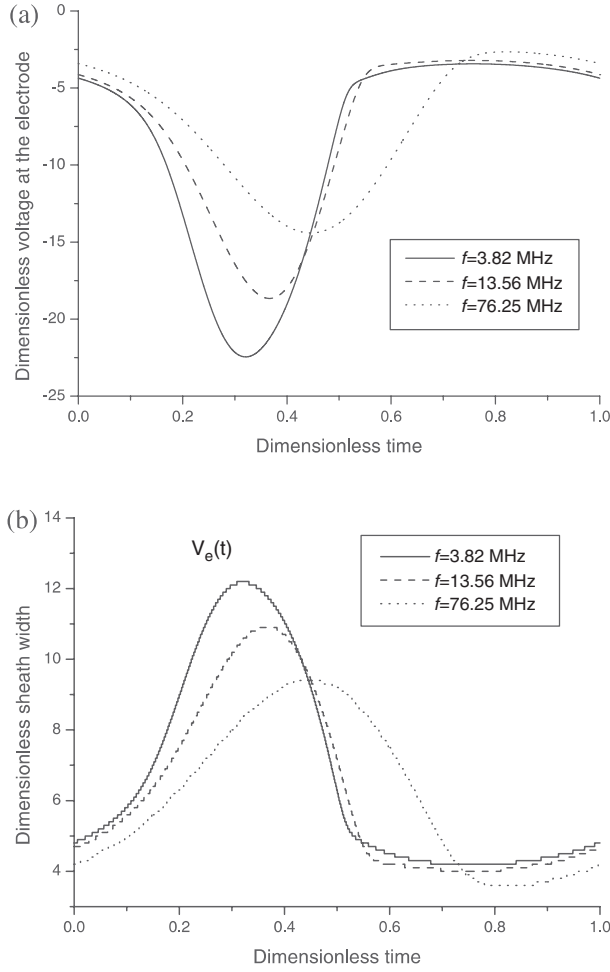 (a)
0
-5
-10
-15
-20
-25
Dimensionless voltage at the electrode
f=3.82 MHz
f=13.56 MHz
f=76.25 MHz
0.0 0.2 0.4 0.6 0.8 1.0
Dimensionless time
(b)
14
12
10
8
6
4
Dimensionless sheath width
Vₑ(t)
f=3.82 MHz
f=13.56 MHz
f=76.25 MHz
0.0 0.2 0.4 0.6 0.8 1.0
Dimensionless time